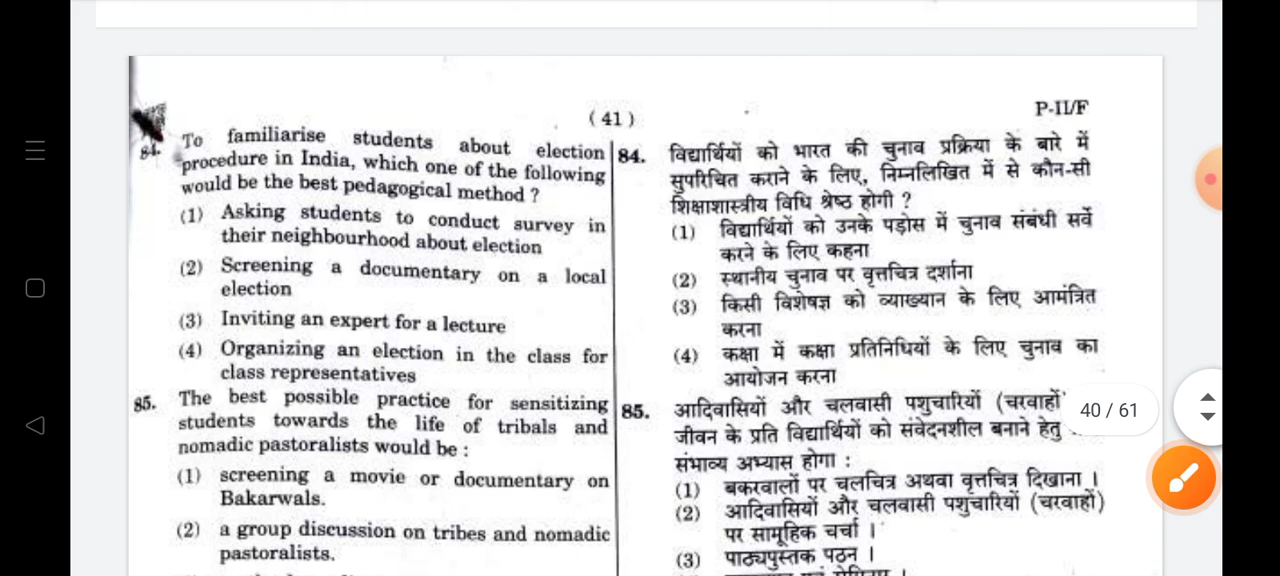 ( 41 )
P-II/F
84. To familiarise students about election
procedure in India, which one of the following
would be the best pedagogical method ?
(1) Asking students to conduct survey in
their neighbourhood about election
(2) Screening a documentary on a local
election
(3) Inviting an expert for a lecture
(4) Organizing an election in the class for
class representatives
85. The best possible practice for sensitizing
students towards the life of tribals and
nomadic pastoralists would be :
(1) screening a movie or documentary on
Bakarwals.
(2) a group discussion on tribes and nomadic
pastoralists.
84. विद्यार्थियों को भारत की चुनाव प्रक्रिया के बारे में
सुपरिचित कराने के लिए, निम्नलिखित में से कौन-सी
शिक्षाशास्त्रीय विधि श्रेष्ठ होगी ?
(1) विद्यार्थियों को उनके पड़ोस में चुनाव संबंधी सर्वे
करने के लिए कहना
(2) स्थानीय चुनाव पर वृत्तचित्र दर्शाना
(3) किसी विशेषज्ञ को व्याख्यान के लिए आमंत्रित
करना
(4) कक्षा में कक्षा प्रतिनिधियों के लिए चुनाव का
आयोजन करना
85. आदिवासियों और चलवासी पशुचारियों (चरवाहों
जीवन के प्रति विद्यार्थियों को संवेदनशील बनाने हेतु
संभाव्य अभ्यास होगा :
(1) बकरवालों पर चलचित्र अथवा वृत्तचित्र दिखाना ।
(2) आदिवासियों और चलवासी पशुचारियों (चरवाहों)
पर सामूहिक चर्चा ।
(3) पाठ्यपुस्तक पठन ।
40 / 61